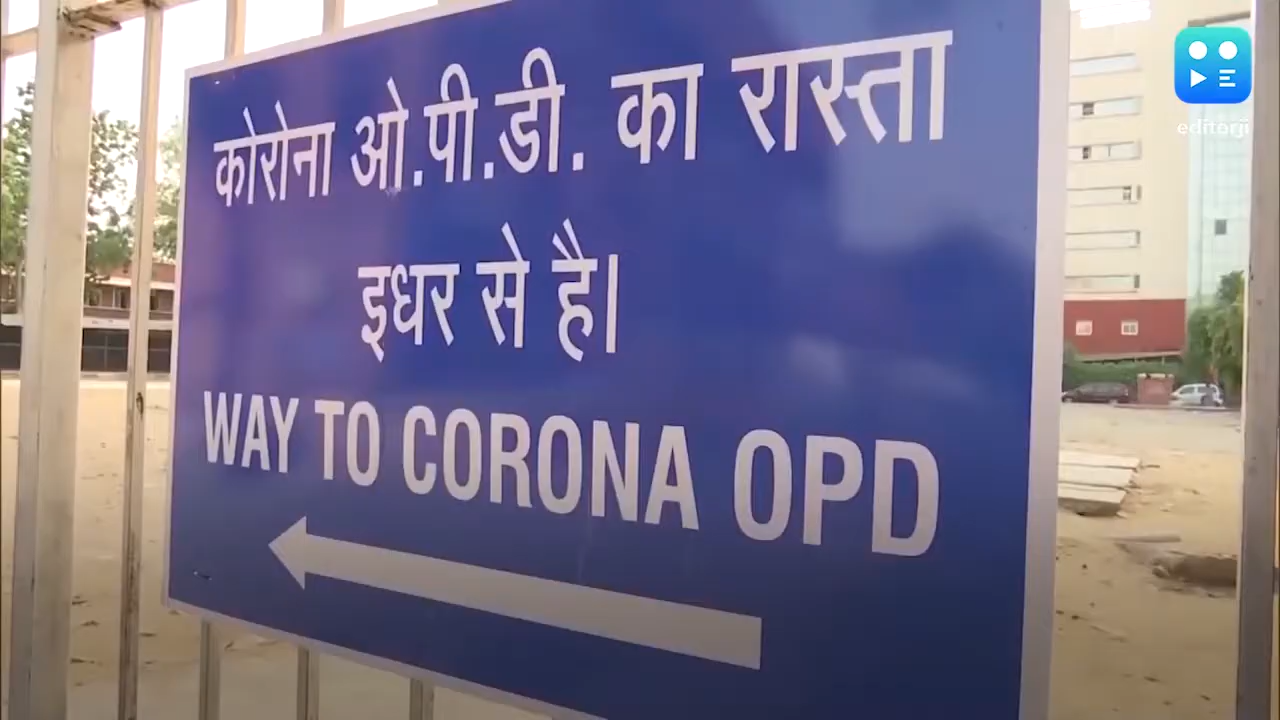 कोरोना ओ.पी.डी. का रास्ता
इधर से है।
WAY TO CORONA OPD
editorji